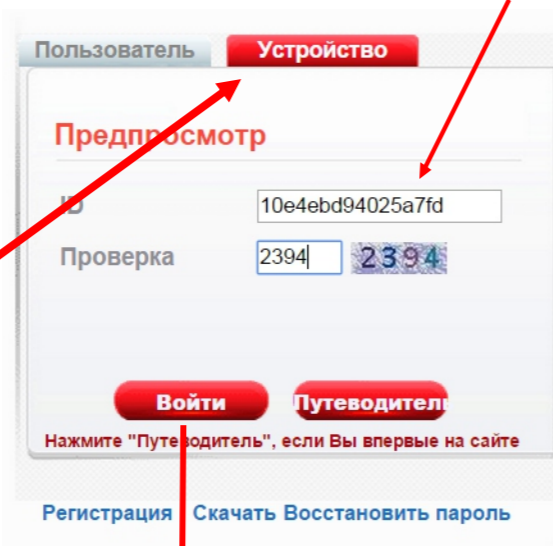 Пользователь Устройство
Предпросмотр
ID 10e4ebd94025a7fd
Проверка 2394 2394
Войти Путеводитель
Нажмите "Путеводитель", если Вы впервые на сайте
Регистрация Скачать Восстановить пароль